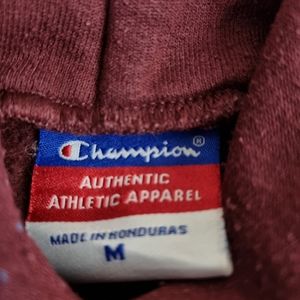 Champion®
AUTHENTIC
ATHLETIC APPAREL
MADE IN HONDURAS
M